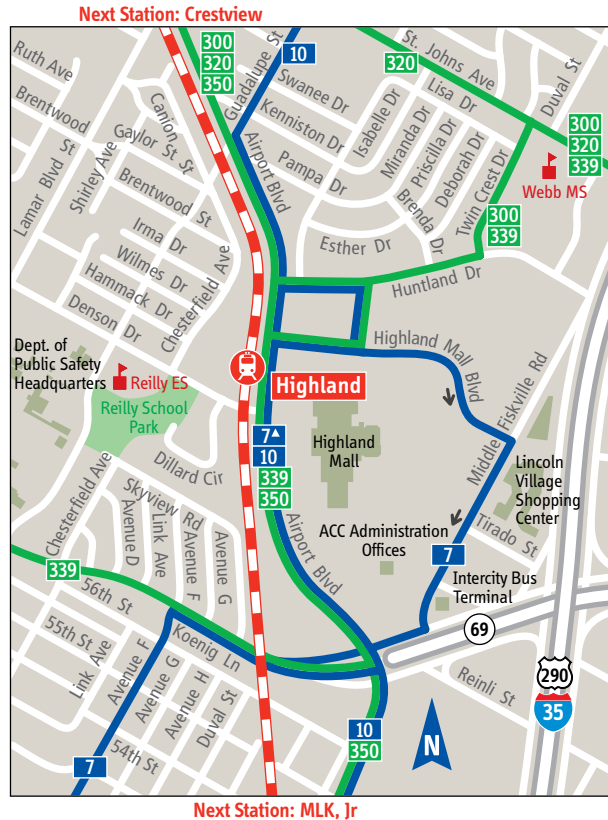 Next Station: Crestview
Ruth Ave
Brentwood
St
Lamar Blvd
Shirley Ave
Canion St
Gaylor St
Brentwood St
Irma Dr
Wilmes Dr
Hammack Dr
Denson Dr
Chesterfield Ave
300
320
350
Guadalupe St
10
Swanee Dr
Kenniston Dr
Pampa Dr
Airport Blvd
Isabelle Dr
Miranda Dr
Priscilla Dr
Deborah Dr
Brenda Dr
Twin Crest Dr
Esther Dr
320
St. Johns Ave
Lisa Dr
Duval St
300
320
339
Webb MS
300
339
Huntland Dr
Highland Mall Blvd
Middle Fiskville Rd
Dept. of
Public Safety
Headquarters
Reilly ES
Reilly School
Park
Highland
7▲
10
339
350
Highland
Mall
Lincoln
Village
Shopping
Center
Dillard Cir
Chesterfield Ave
Skyview Rd
Avenue D
Link Ave
Avenue F
Avenue G
Airport Blvd
ACC Administration
Offices
Tirado St
7
Intercity Bus
Terminal
69
339
56th St
55th St
Link Ave
Avenue F
Avenue G
Avenue H
Duval St
54th St
Koenig Ln
7
Reinli St
290
35
10
350
N
Next Station: MLK, Jr